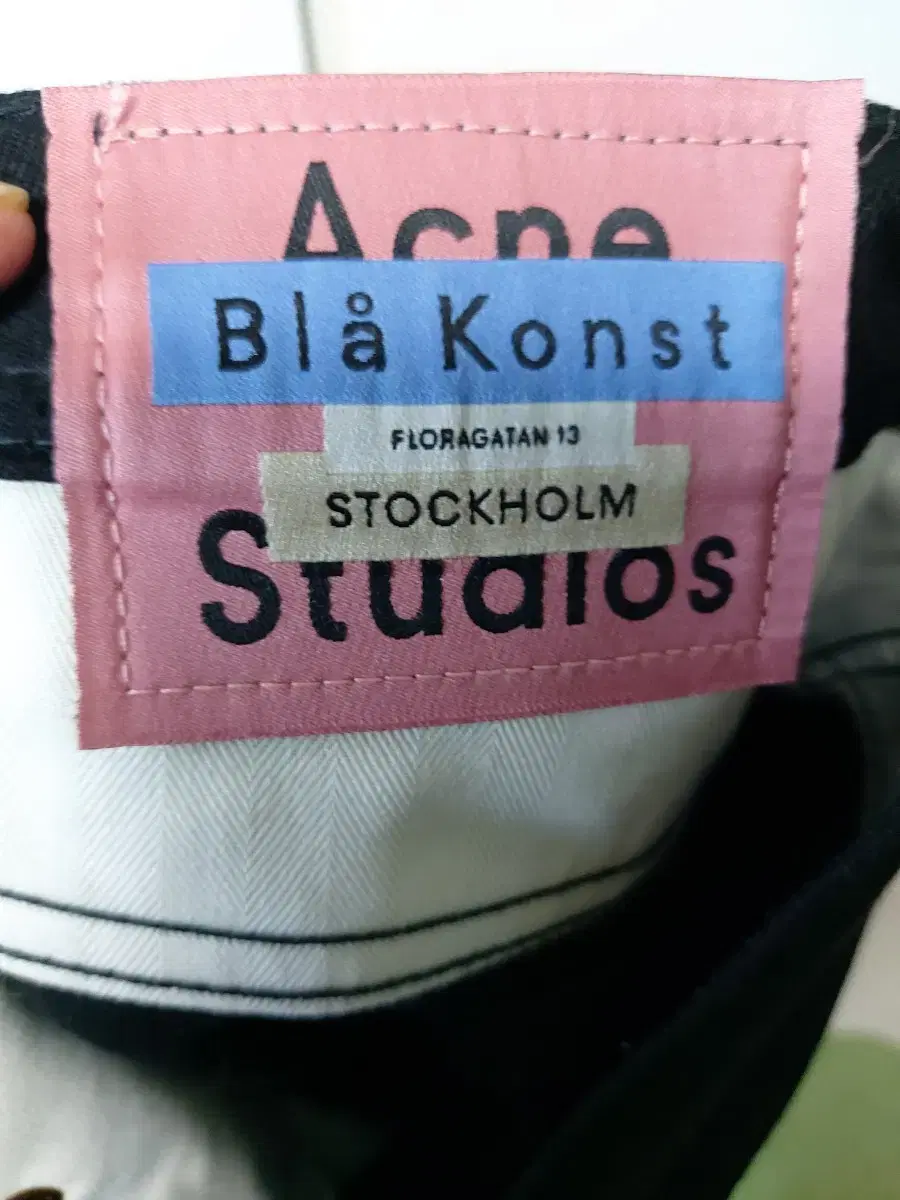 Acne
Blå Konst
FLORAGATAN 13
STOCKHOLM
Studios